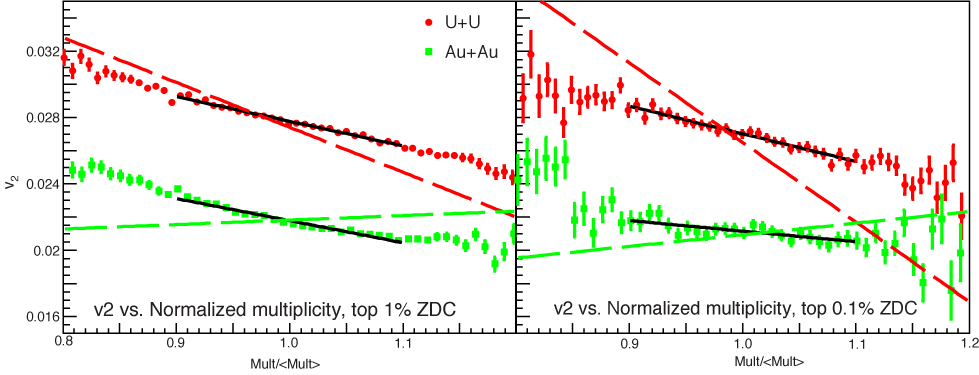 U+U
Au+Au
0.032
0.028
0.024
0.02
0.016
v2
v2 vs. Normalized multiplicity, top 1% ZDC
v2 vs. Normalized multiplicity, top 0.1% ZDC
0.8 0.9 1.0 1.1 0.9 1.0 1.1 1.2
Mult/<Mult> Mult/<Mult>